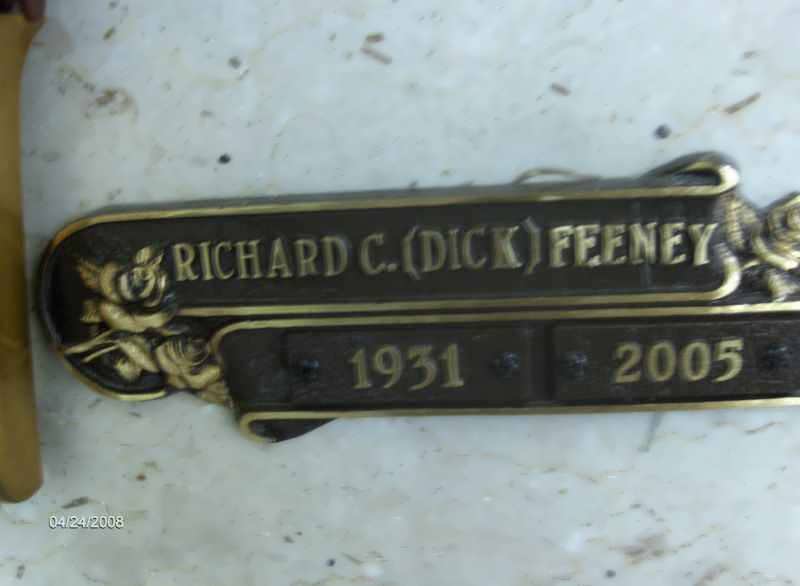 RICHARD C. (DICK) FEENEY
1931 2005
04/24/2008